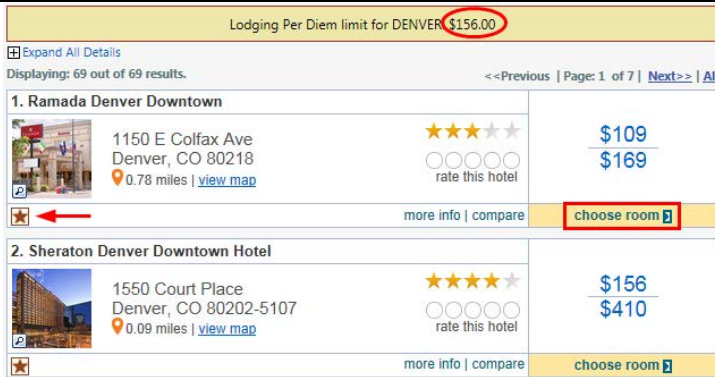 Lodging Per Diem limit for DENVER $156.00
Expand All Details
Displaying: 69 out of 69 results.
<<Previous | Page: 1 of 7 | Next>> | Al
1. Ramada Denver Downtown
1150 E Colfax Ave
Denver, CO 80218
0.78 miles | view map
rate this hotel
$109
$169
more info | compare
choose room
2. Sheraton Denver Downtown Hotel
1550 Court Place
Denver, CO 80202-5107
0.09 miles | view map
rate this hotel
$156
$410
more info | compare
choose room